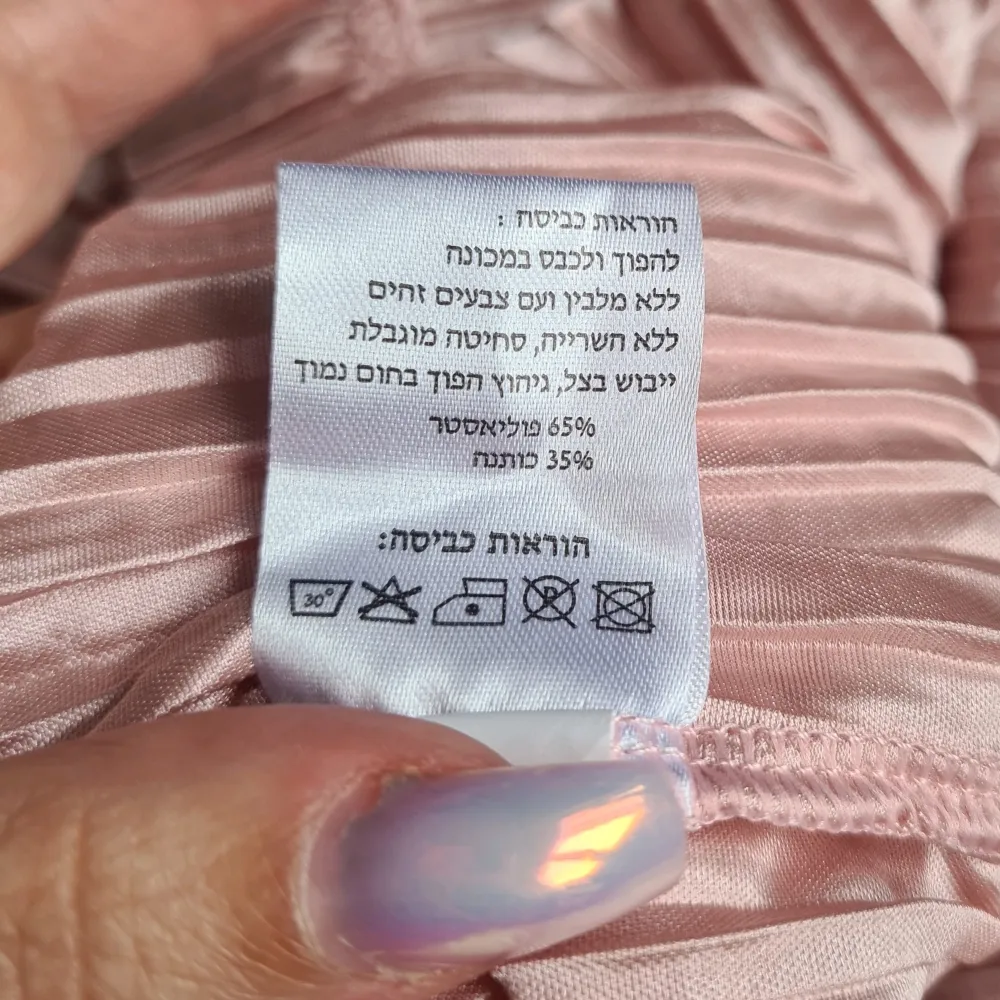 הוראות כביסה :
להפוך ולכבס במכונה
ללא מלבין ועם צבעים זהים
ללא השרייה, סחיטה מוגבלת
ייבוש בצל, גיהוץ הפוך בחום נמוך
65% פוליאסטר
35% כותנה
הוראות כביסה:
30° P